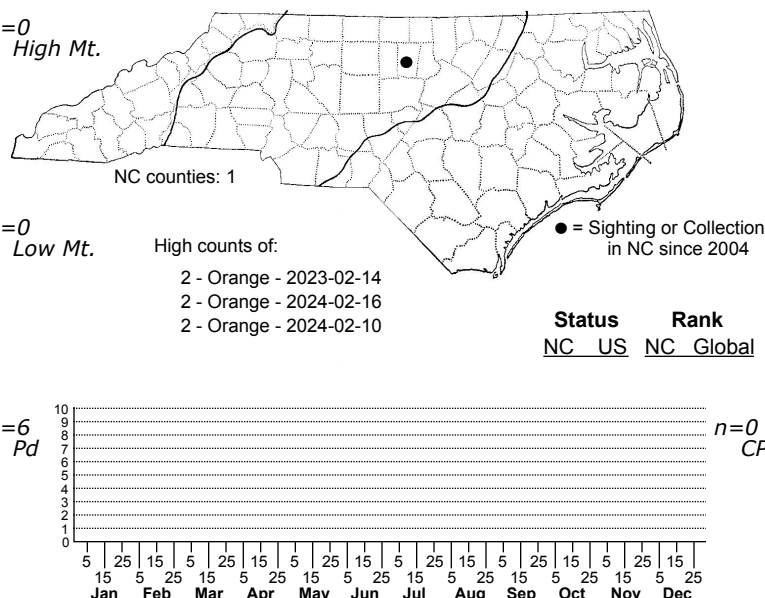 =0
High Mt.
NC counties: 1
=0
Low Mt.
High counts of:
2 - Orange - 2023-02-14
2 - Orange - 2024-02-16
2 - Orange - 2024-02-10
● = Sighting or Collection
in NC since 2004
Status Rank
NC US NC Global
=6
Pd
n=0
CP
10
9
8
7
6
5
4
3
2
1
0
5 25 15 5 25 15 5 25 15 5 25 15 5 25 15 5 25 15
15 5 25 15 5 25 15 5 25 15 5 25 15 5 25 15 5 25
Jan Feb Mar Apr May Jun Jul Aug Sep Oct Nov Dec